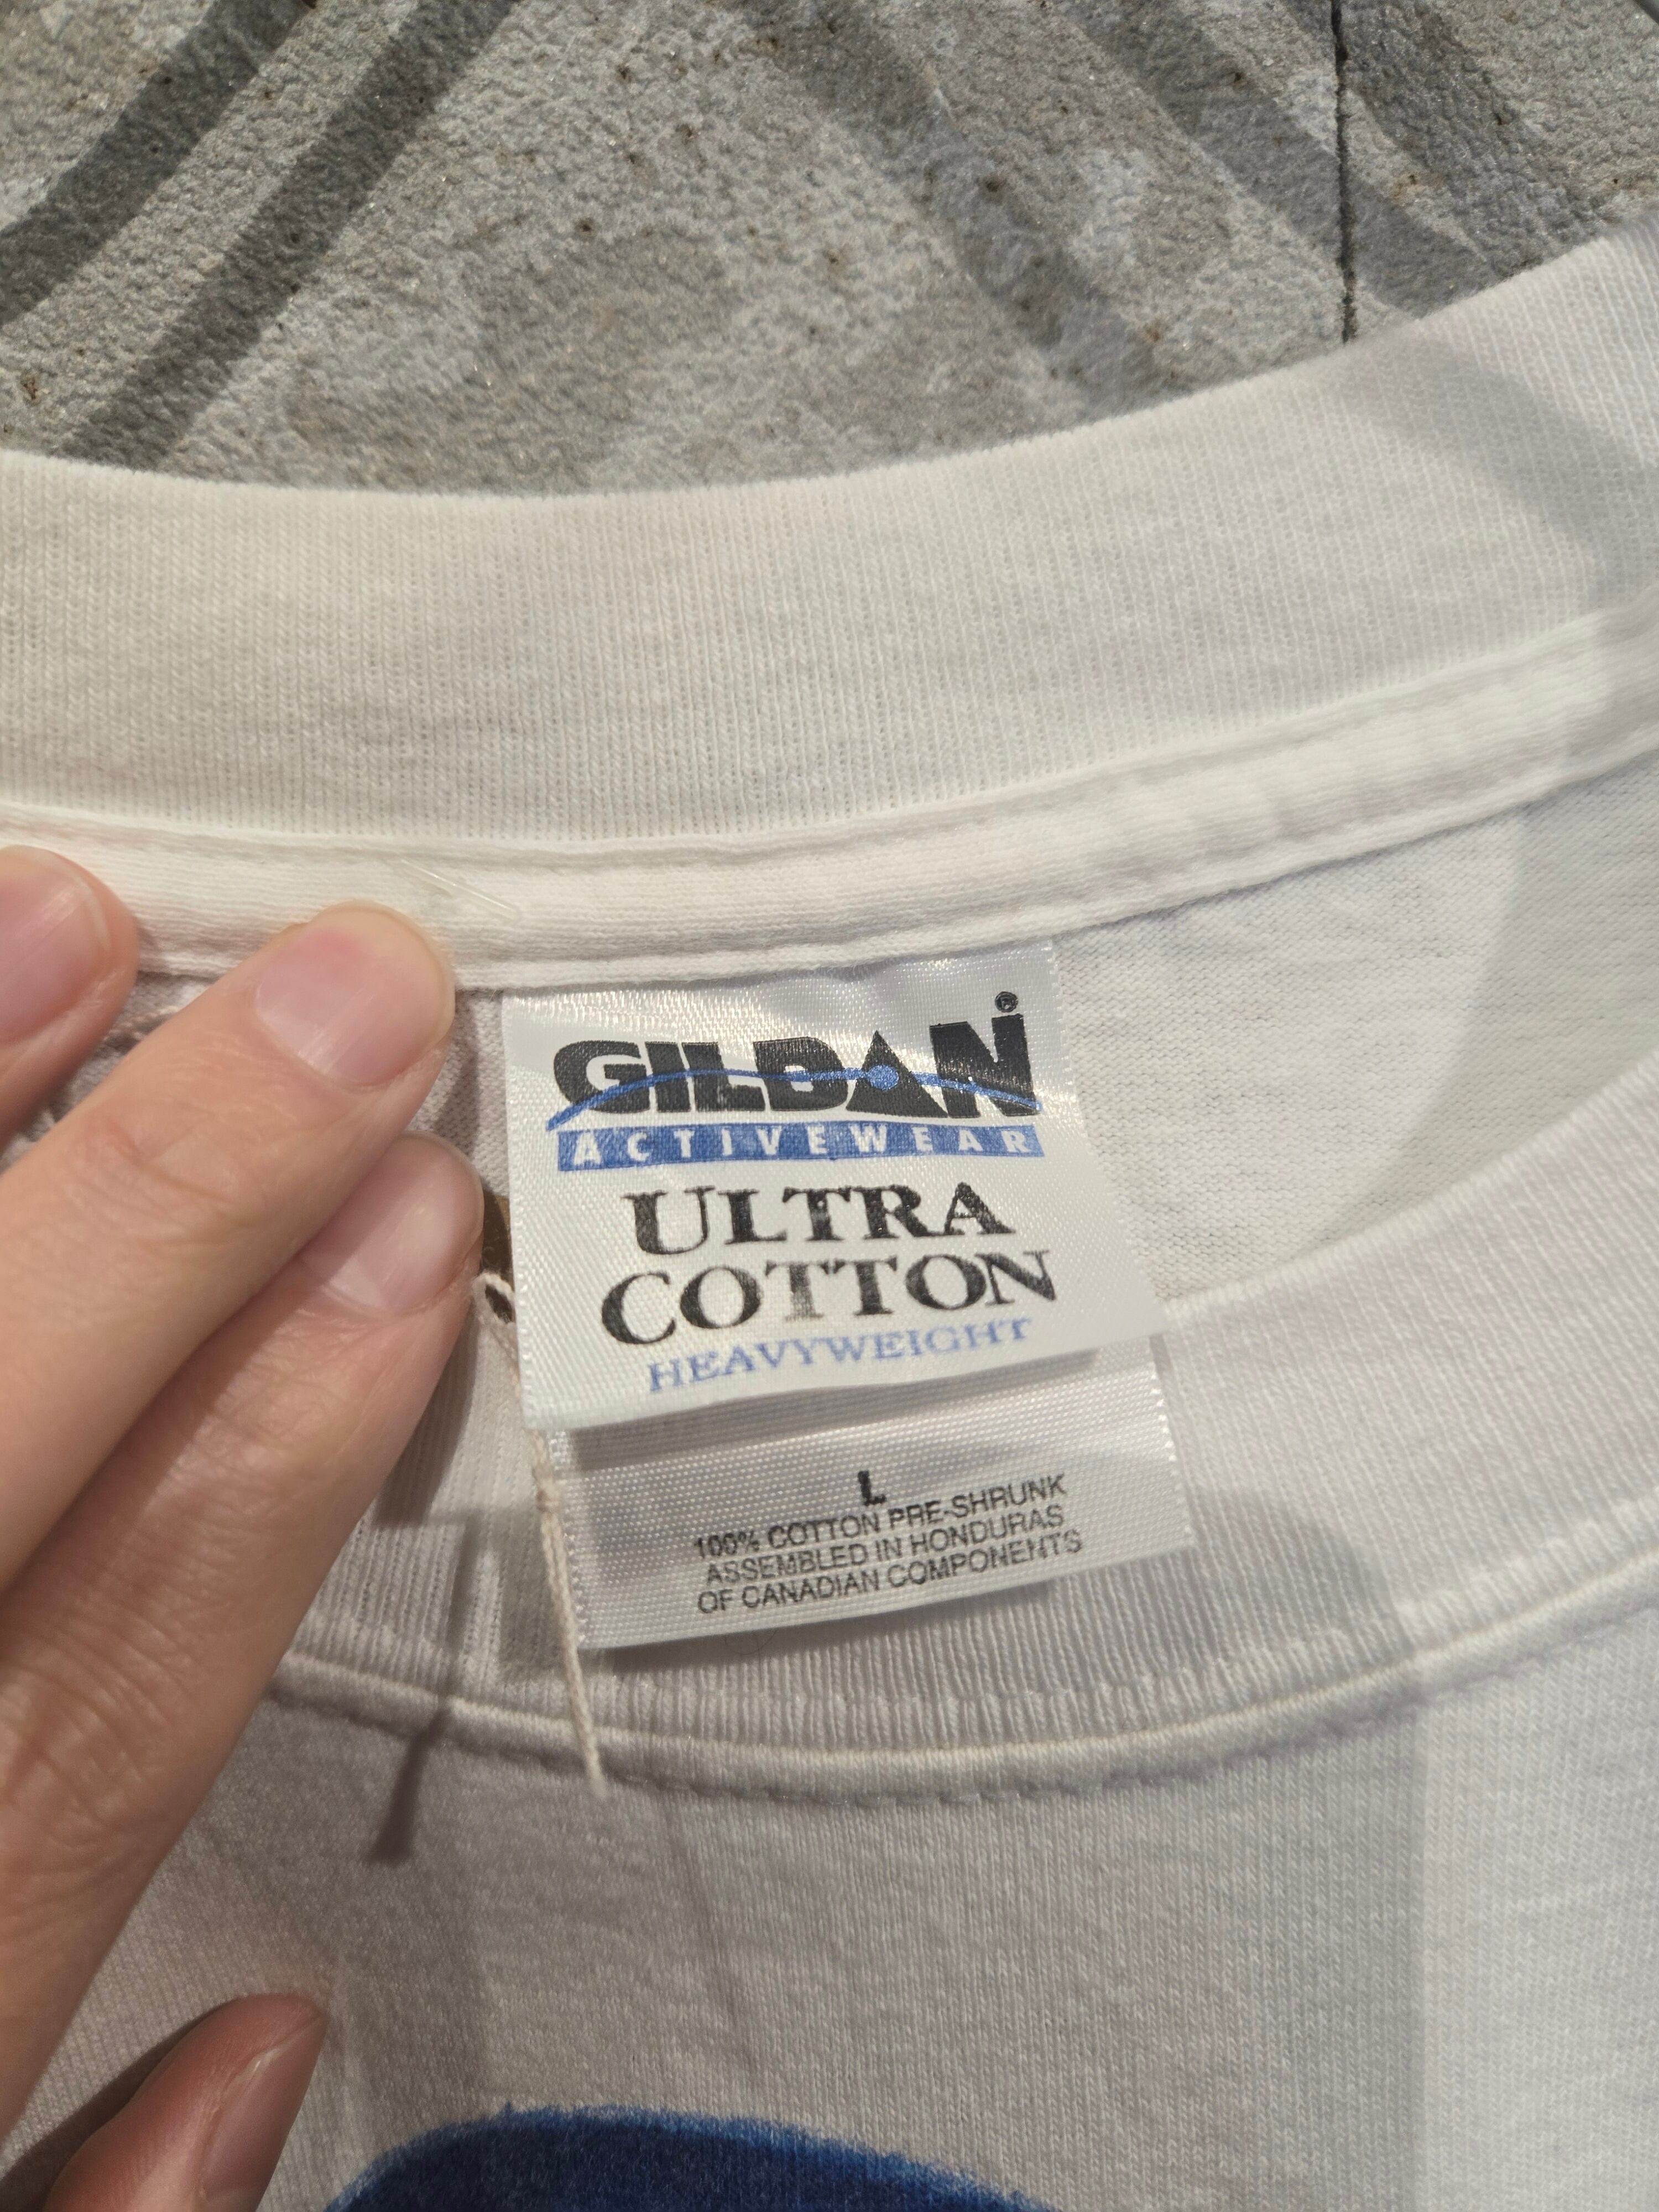 GILDAN®
ACTIVEWEAR
ULTRA
COTTON
HEAVYWEIGHT
L
100% COTTON PRE-SHRUNK
ASSEMBLED IN HONDURAS
OF CANADIAN COMPONENTS